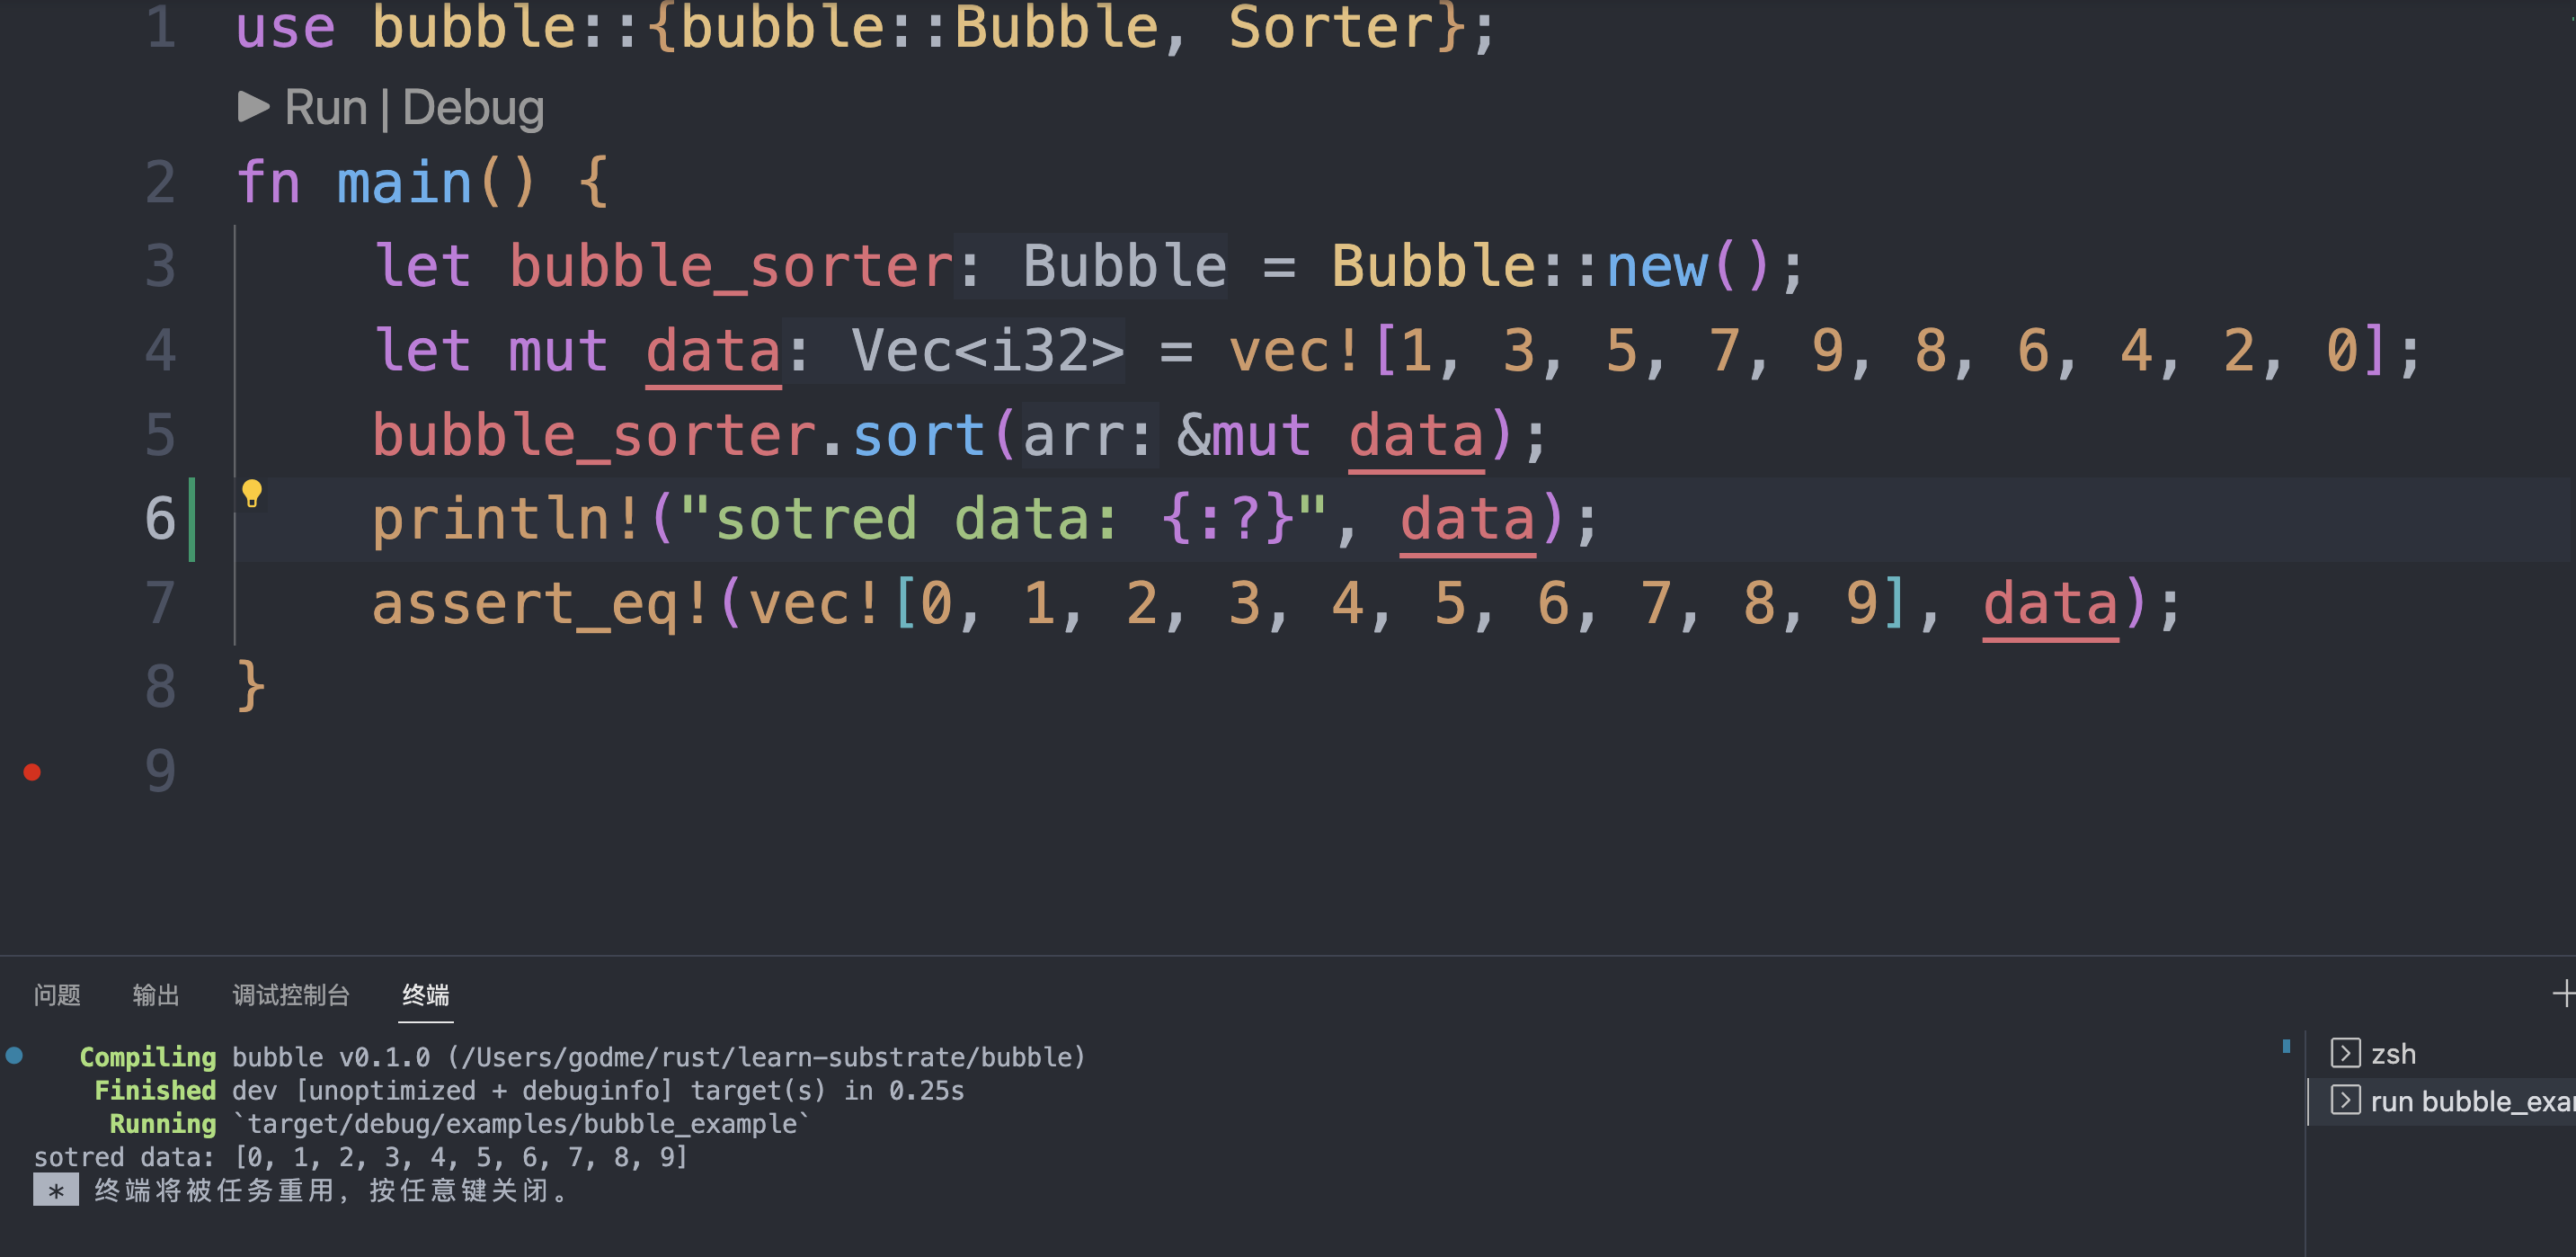 1 use bubble::{bubble::Bubble, Sorter};
Run | Debug
2 fn main() {
3 let bubble_sorter: Bubble = Bubble::new();
4 let mut data: Vec<i32> = vec![1, 3, 5, 7, 9, 8, 6, 4, 2, 0];
5 bubble_sorter.sort(arr: &mut data);
6 println!("sotred data: {:?}", data);
7 assert_eq!(vec![0, 1, 2, 3, 4, 5, 6, 7, 8, 9], data);
8 }
9
问题 输出 调试控制台 终端
Compiling bubble v0.1.0 (/Users/godme/rust/learn-substrate/bubble)
Finished dev [unoptimized + debuginfo] target(s) in 0.25s
Running `target/debug/examples/bubble_example`
sotred data: [0, 1, 2, 3, 4, 5, 6, 7, 8, 9]
* 终端将被任务重用，按任意键关闭。
zsh
run bubble_exa